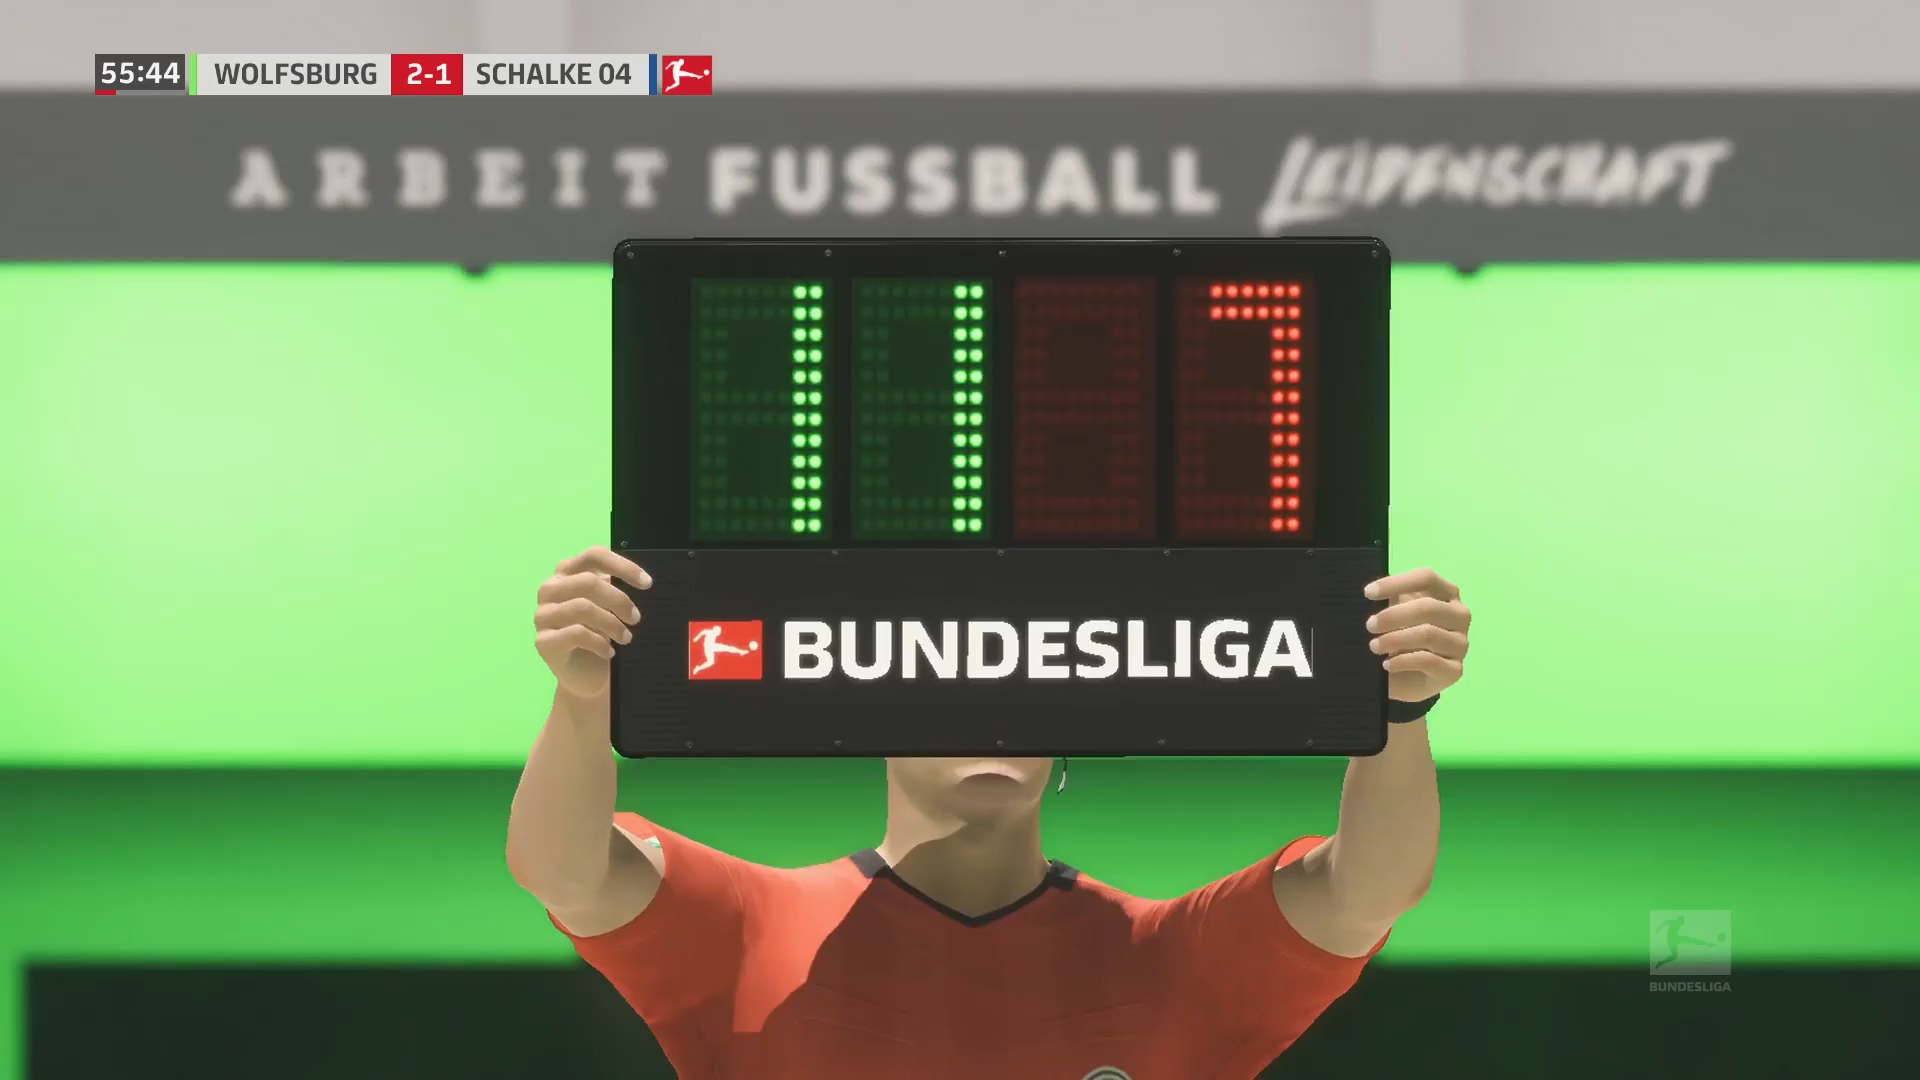 55:44 WOLFSBURG 2-1 SCHALKE 04
ARBEIT FUSSBALL LEIDENSCHAFT
11 7
BUNDESLIGA
BUNDESLIGA